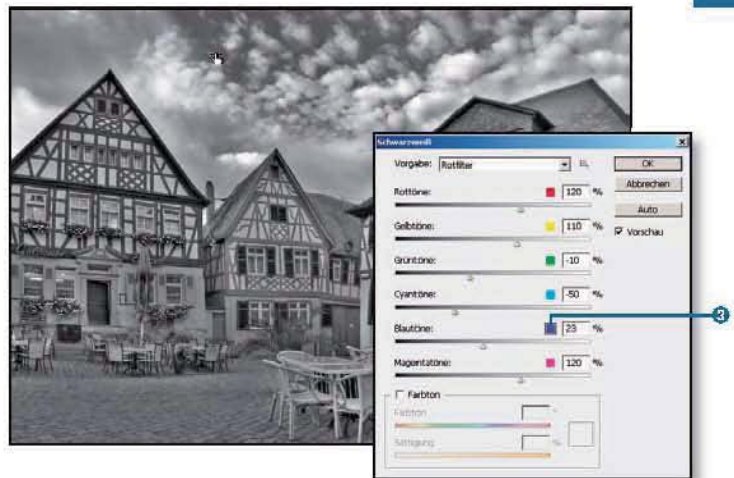 Schwarzweiß
Vorgabe: Rotfilter
OK
Rottöne: 120 %
Abbrechen
Auto
Gelbtöne: 110 %
Vorschau
Grüntöne: -10 %
Cyantöne: -50 %
Blautöne: 23 %
3
Magentatöne: 120 %
Farbton
Farbton °
Sättigung %